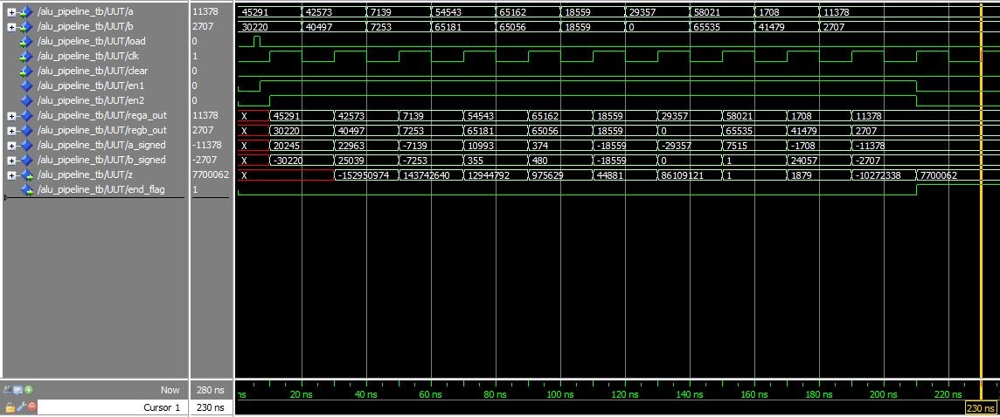 /alu_pipeline_tb/UUT/a 11378 45291 42573 7139 54543 65162 18559 29357 58021 1708 11378
/alu_pipeline_tb/UUT/b 2707 30220 40497 7253 65181 65056 18559 0 65535 41479 2707
/alu_pipeline_tb/UUT/load 0
/alu_pipeline_tb/UUT/clk 1
/alu_pipeline_tb/UUT/clear 0
/alu_pipeline_tb/UUT/en1 0
/alu_pipeline_tb/UUT/en2 0
/alu_pipeline_tb/UUT/rega_out 11378 X 45291 42573 7139 54543 65162 18559 29357 58021 1708 11378
/alu_pipeline_tb/UUT/regb_out 2707 X 30220 40497 7253 65181 65056 18559 0 65535 41479 2707
/alu_pipeline_tb/UUT/a_signed -11378 X 20245 22963 -7139 10993 374 -18559 -29357 7515 -1708 -11378
/alu_pipeline_tb/UUT/b_signed -2707 X -30220 25039 -7253 355 480 -18559 0 1 24057 -2707
/alu_pipeline_tb/UUT/z 7700062 X -152950974 143742640 12944792 975629 44881 86109121 1 1879 -10272338 7700062
/alu_pipeline_tb/UUT/end_flag 1
Now 280 ns ns 20 ns 40 ns 60 ns 80 ns 100 ns 120 ns 140 ns 160 ns 180 ns 200 ns 220 ns
Cursor 1 230 ns 230 ns